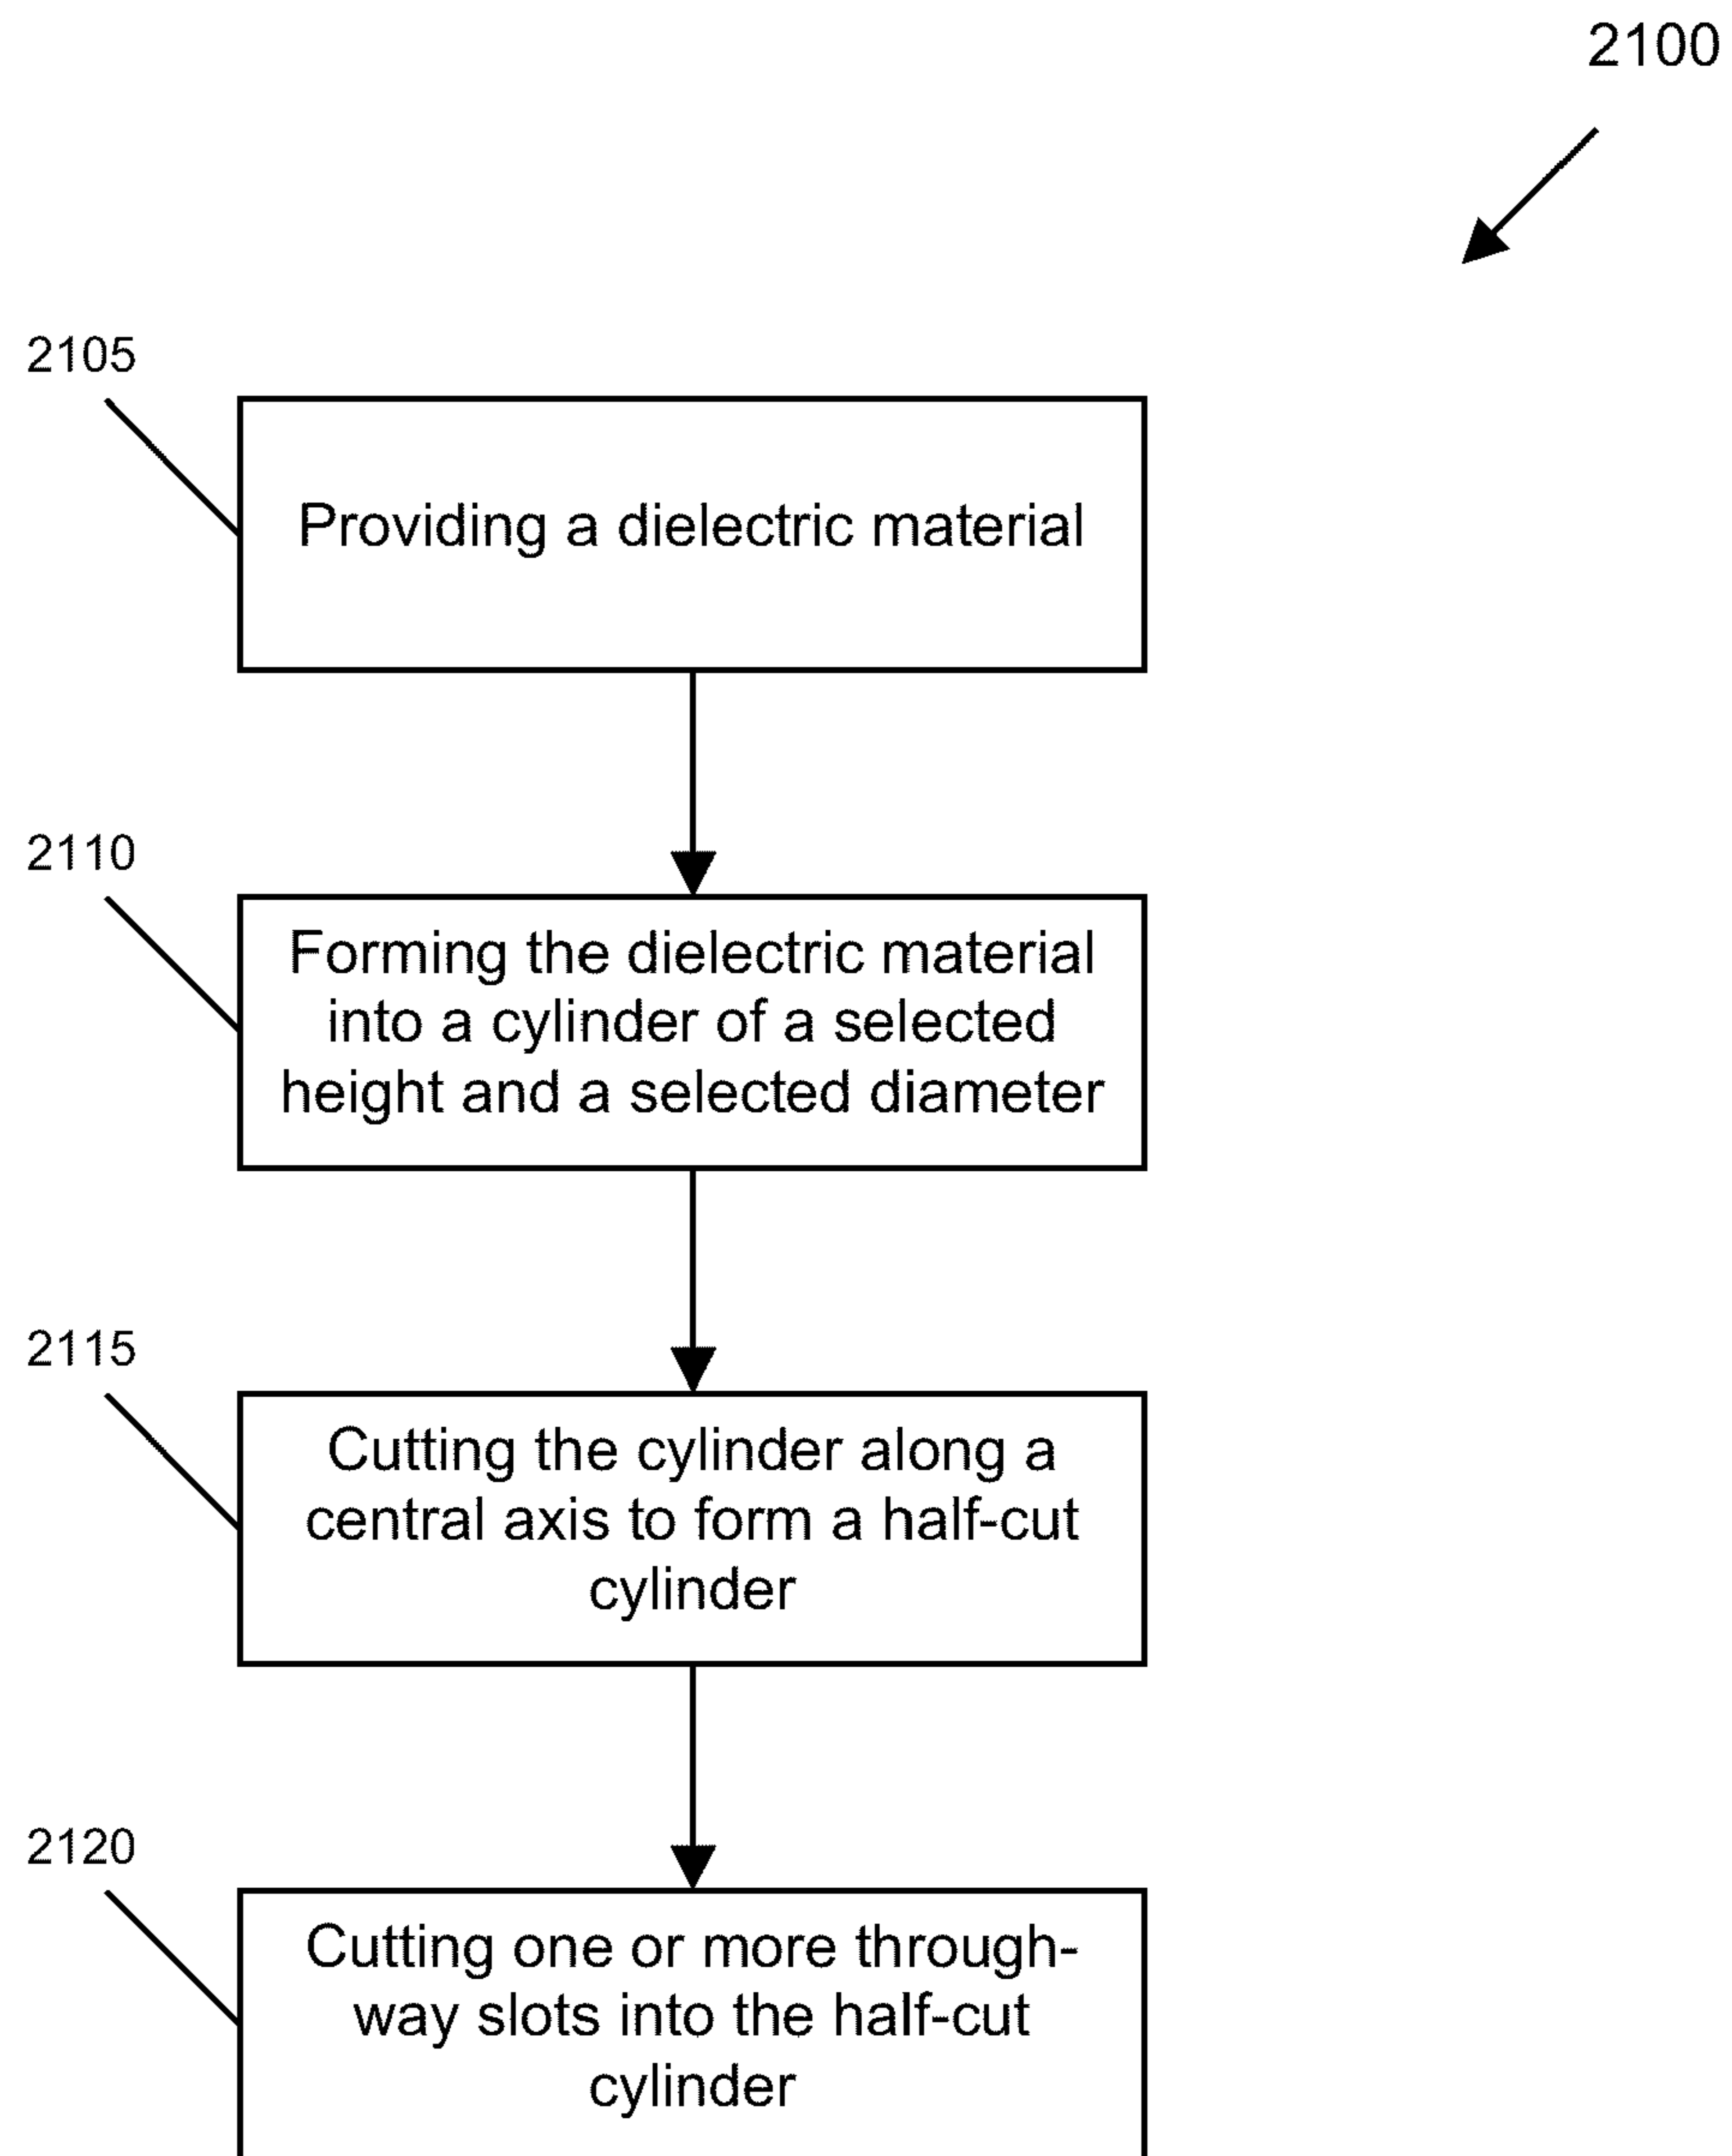 2100
2105
Providing a dielectric material
2110
Forming the dielectric material
into a cylinder of a selected
height and a selected diameter
2115
Cutting the cylinder along a
central axis to form a half-cut
cylinder
2120
Cutting one or more through-
way slots into the half-cut
cylinder